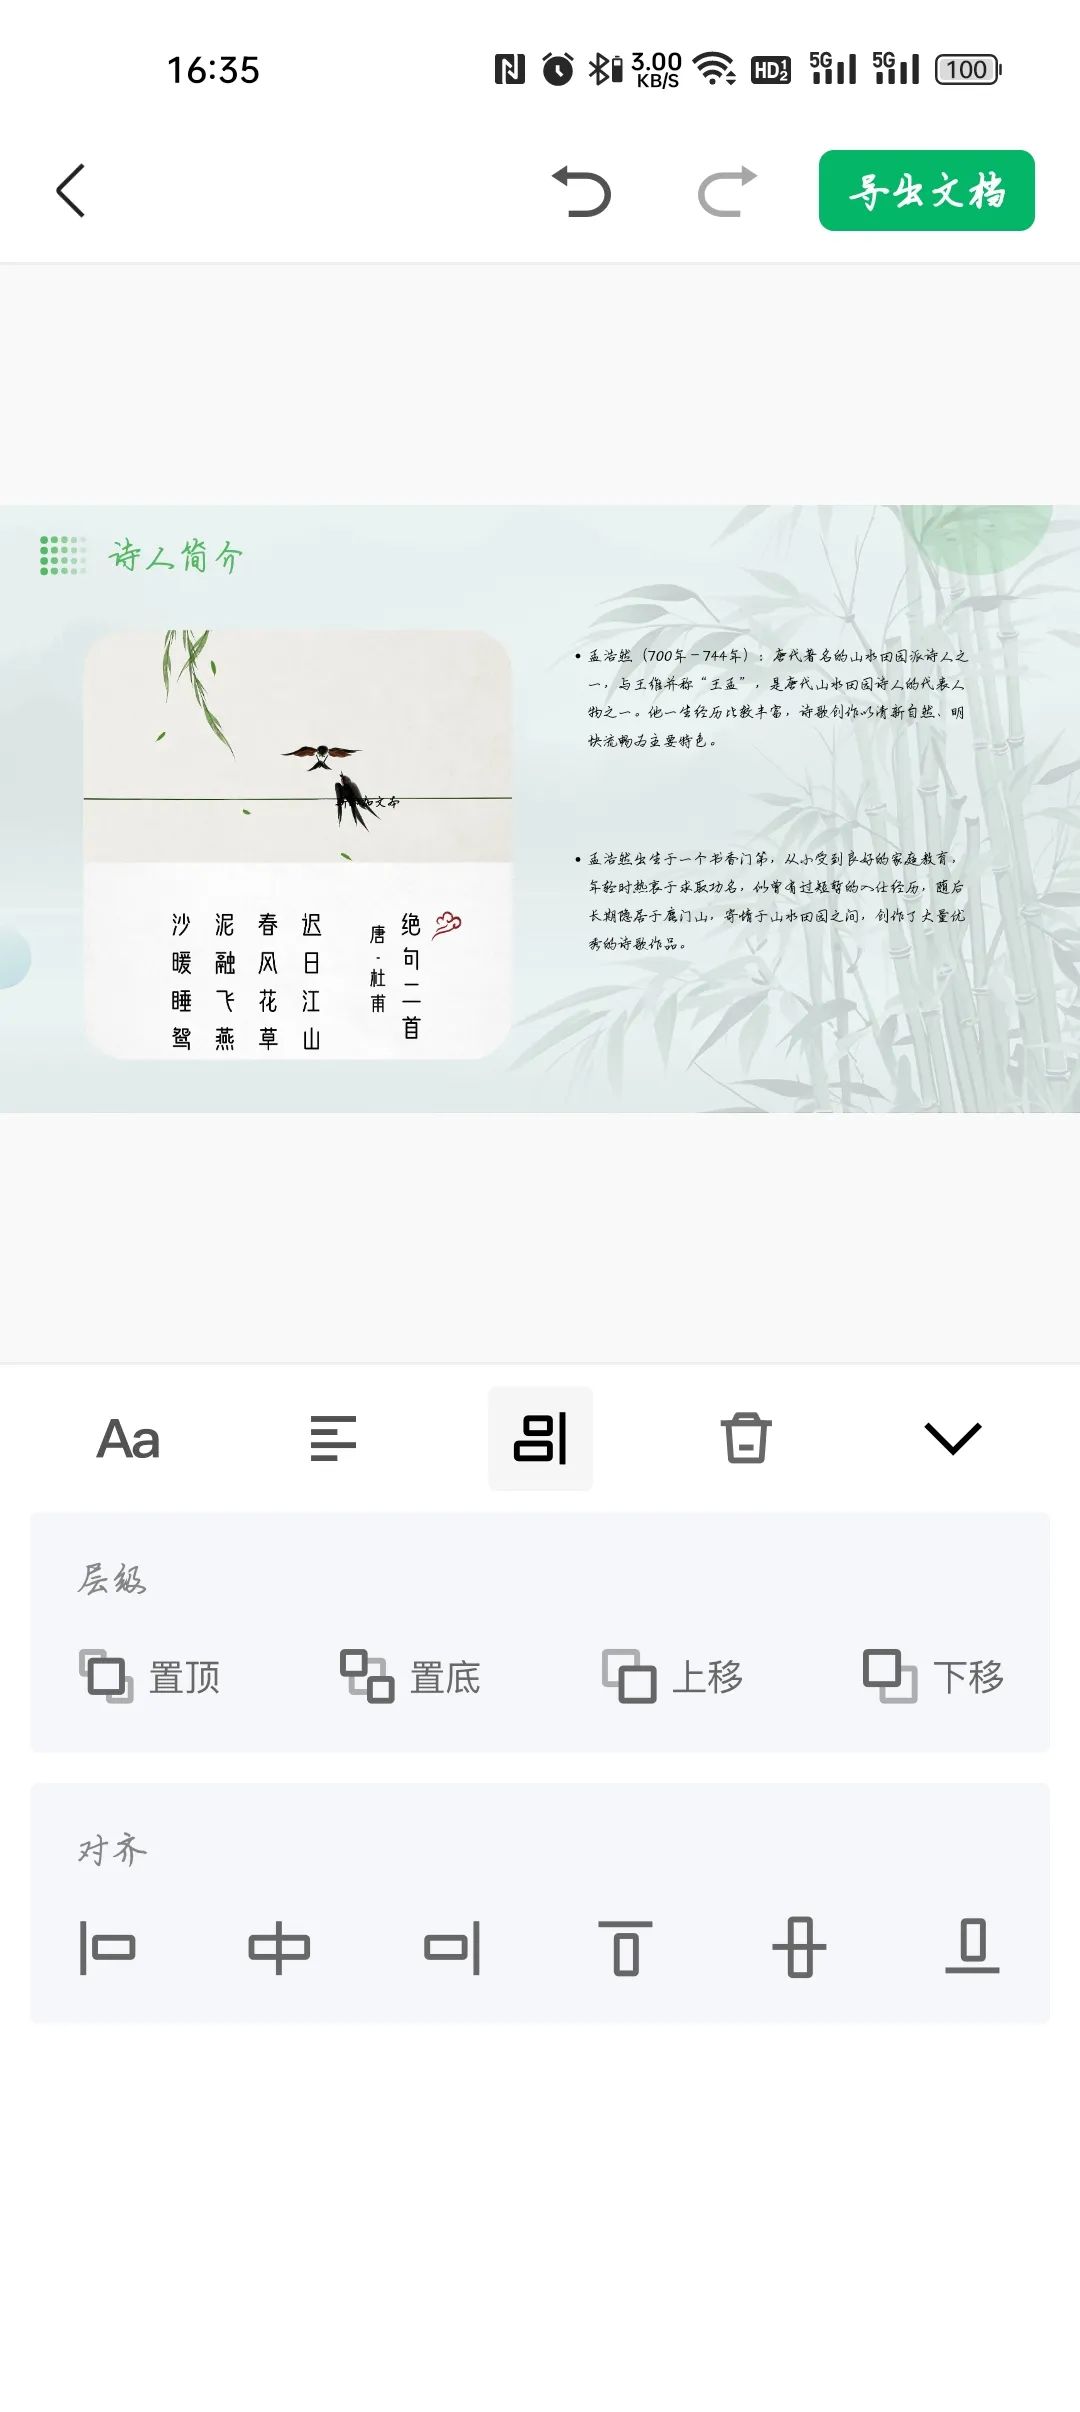 16:35
3.00
KB/S
HD 1 2
5G
5G
100
导出文档
诗人简介
孟浩然（700年-744年）：唐代著名的山水田园派诗人之
一，与王维并称“王孟”，是唐代山水田园诗人的代表人
物之一。他一生经历比较丰富，诗歌创作以清新自然、明
快流畅为主要特色。
孟浩然出生于一个书香门第，从小受到良好的家庭教育，
年轻时热衷于求取功名，但曾有过短暂的入仕经历，随后
长期隐居于鹿门山，寄情于山水田园之间，创作了大量优
秀的诗歌作品。
绝句二首
唐-杜甫
迟日江山
春风花草
泥融飞燕
沙暖睡鸳
Aa
层级
置顶
置底
上移
下移
对齐